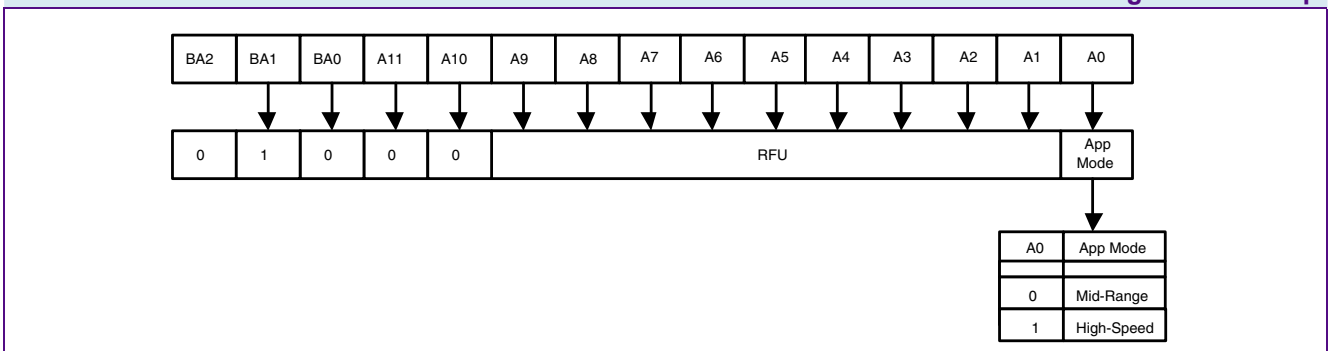 BA2 BA1 BA0 A11 A10 A9 A8 A7 A6 A5 A4 A3 A2 A1 A0
0 1 0 0 0 RFU App
Mode
A0 App Mode
0 Mid-Range
1 High-Speed